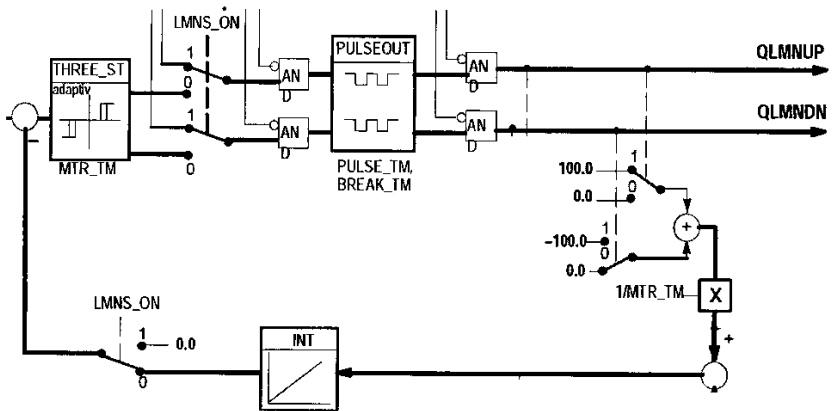 LMNS_ON
THREE_ST
adaptiv
MTR_TM
1
0
1
0
AN
D
AN
D
PULSEOUT
PULSE_TM,
BREAK_TM
AN
D
AN
D
QLMNUP
QLMNDN
100.0
1
0
0.0
+
-100.0
1
0
0.0
1/MTR_TM
X
+
LMNS_ON
1
0,0
0
INT